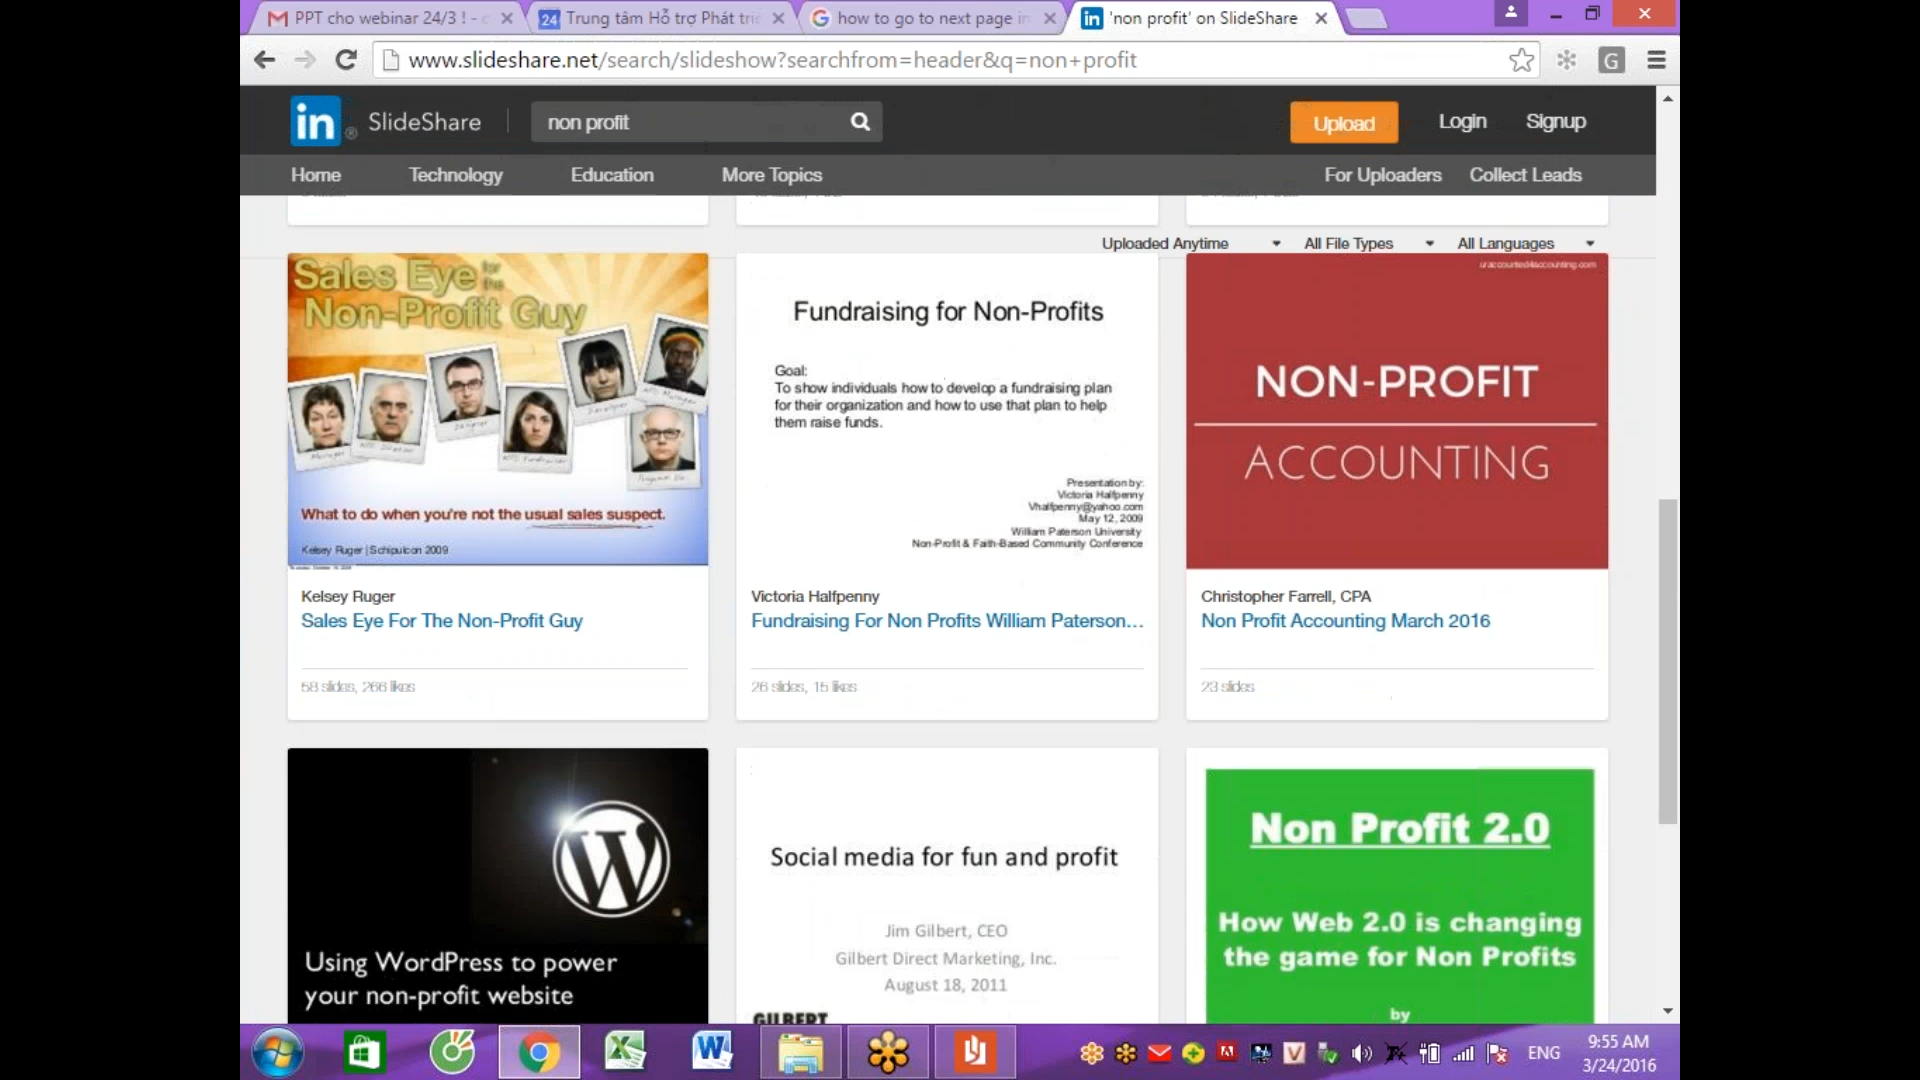 PPT cho webinar 24/3 ! -
Trung tâm Hỗ trợ Phát triể
how to go to next page in
'non profit' on SlideShare
www.slideshare.net/search/slideshow?searchfrom=header&q=non+profit
in SlideShare
non profit
Upload
Login
Signup
Home
Technology
Education
More Topics
For Uploaders
Collect Leads
Uploaded Anytime
All File Types
All Languages
Sales Eye for the
Non-Profit Guy
What to do when you're not the usual sales suspect.
Kelsey Ruger | Schipulcon 2009
Kelsey Ruger
Sales Eye For The Non-Profit Guy
58 slides, 266 likes
Fundraising for Non-Profits
Goal:
To show individuals how to develop a fundraising plan
for their organization and how to use that plan to help
them raise funds.
Presentation by:
Victoria Halfpenny
Vhalfpenny@yahoo.com
May 12, 2009
William Paterson University
Non-Profit & Faith-Based Community Conference
Victoria Halfpenny
Fundraising For Non Profits William Paterson...
26 slides, 15 likes
NON-PROFIT
ACCOUNTING
Christopher Farrell, CPA
Non Profit Accounting March 2016
23 slides
Using WordPress to power
your non-profit website
Social media for fun and profit
Jim Gilbert, CEO
Gilbert Direct Marketing, Inc.
August 18, 2011
GILBERT
Non Profit 2.0
How Web 2.0 is changing
the game for Non Profits
by
ENG
9:55 AM
3/24/2016